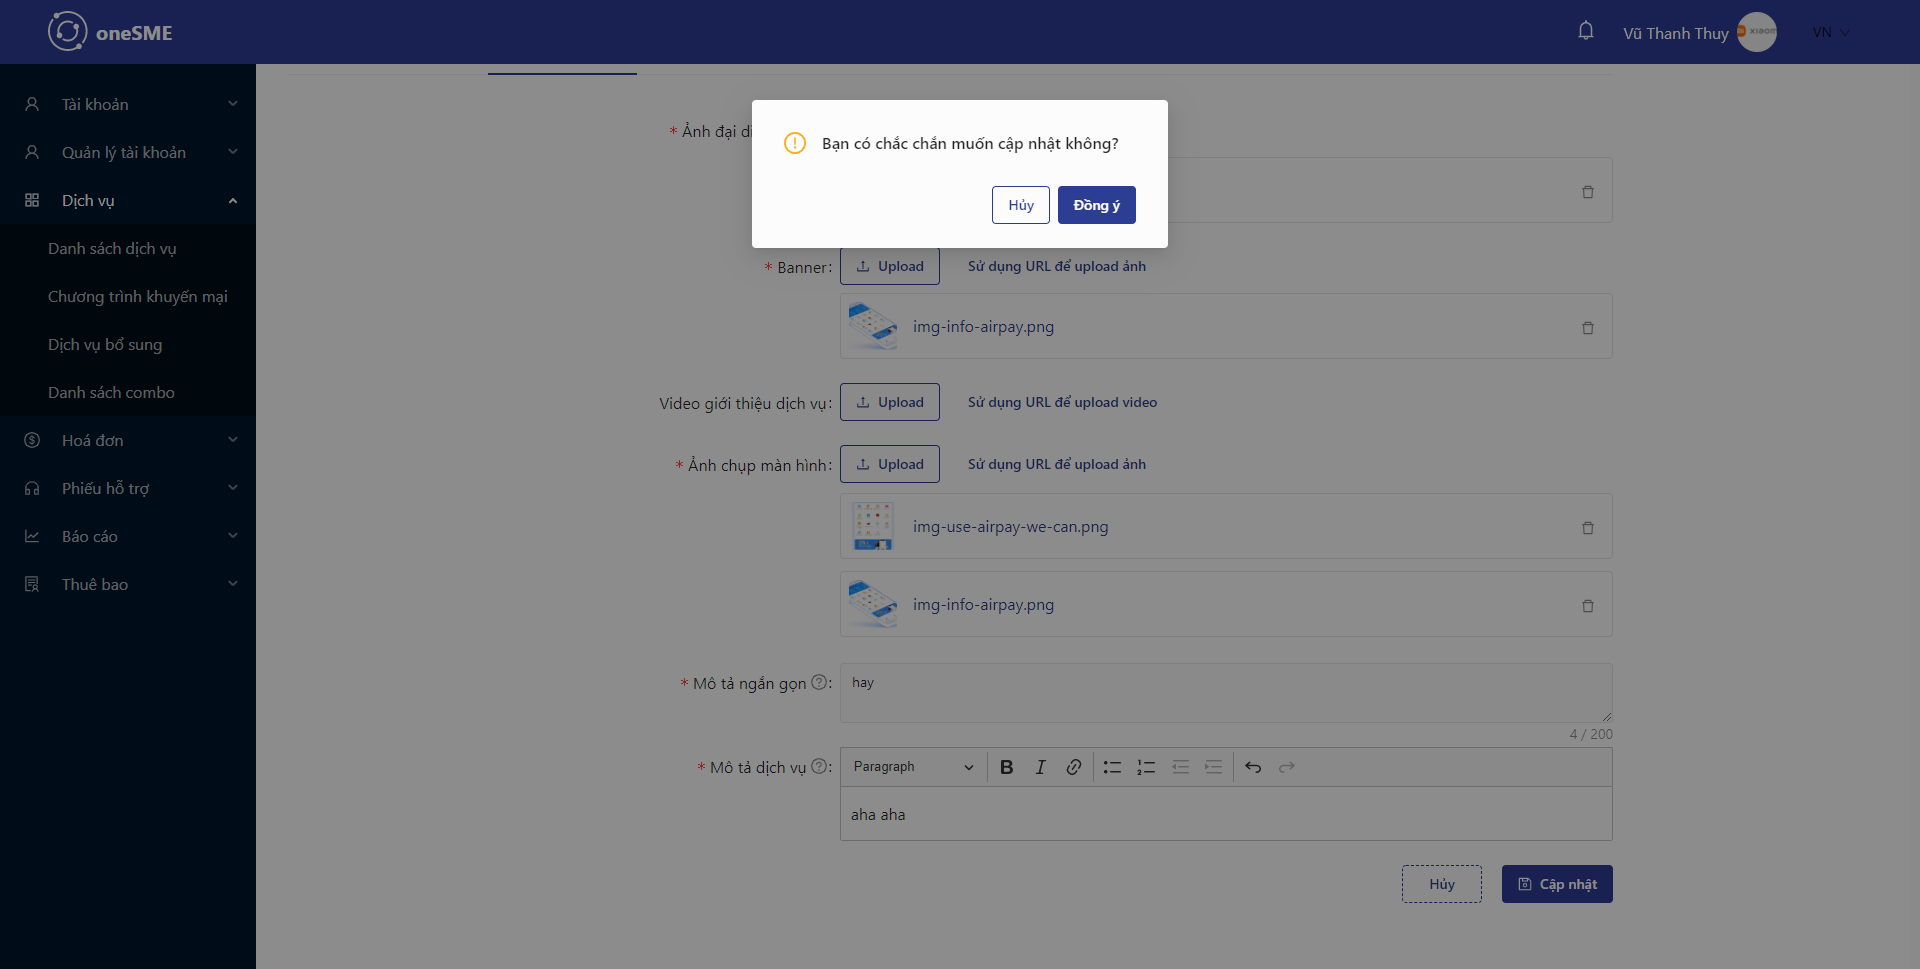 oneSME
Vũ Thanh Thuy
VN
Tài khoản
Quản lý tài khoản
Dịch vụ
Danh sách dịch vụ
Chương trình khuyến mại
Dịch vụ bổ sung
Danh sách combo
Hoá đơn
Phiếu hỗ trợ
Báo cáo
Thuê bao
Bạn có chắc chắn muốn cập nhật không?
Hủy
Đồng ý
* Ảnh đại di
* Banner:
Upload
Sử dụng URL để upload ảnh
img-info-airpay.png
Video giới thiệu dịch vụ:
Upload
Sử dụng URL để upload video
* Ảnh chụp màn hình:
Upload
Sử dụng URL để upload ảnh
img-use-airpay-we-can.png
img-info-airpay.png
* Mô tả ngắn gọn :
hay
4 / 200
* Mô tả dịch vụ :
Paragraph
aha aha
Hủy
Cập nhật